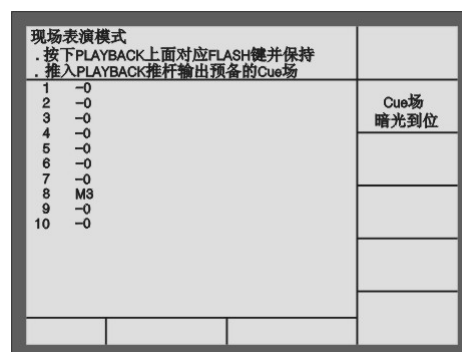 现场表演模式
.按下PLAYBACK上面对应FLASH键并保持
.推入PLAYBACK推杆输出预备的Cue场
1 -0
2 -0
3 -0
4 -0
5 -0
6 -0
7 -0
8 M3
9 -0
10 -0
Cue场
暗光到位